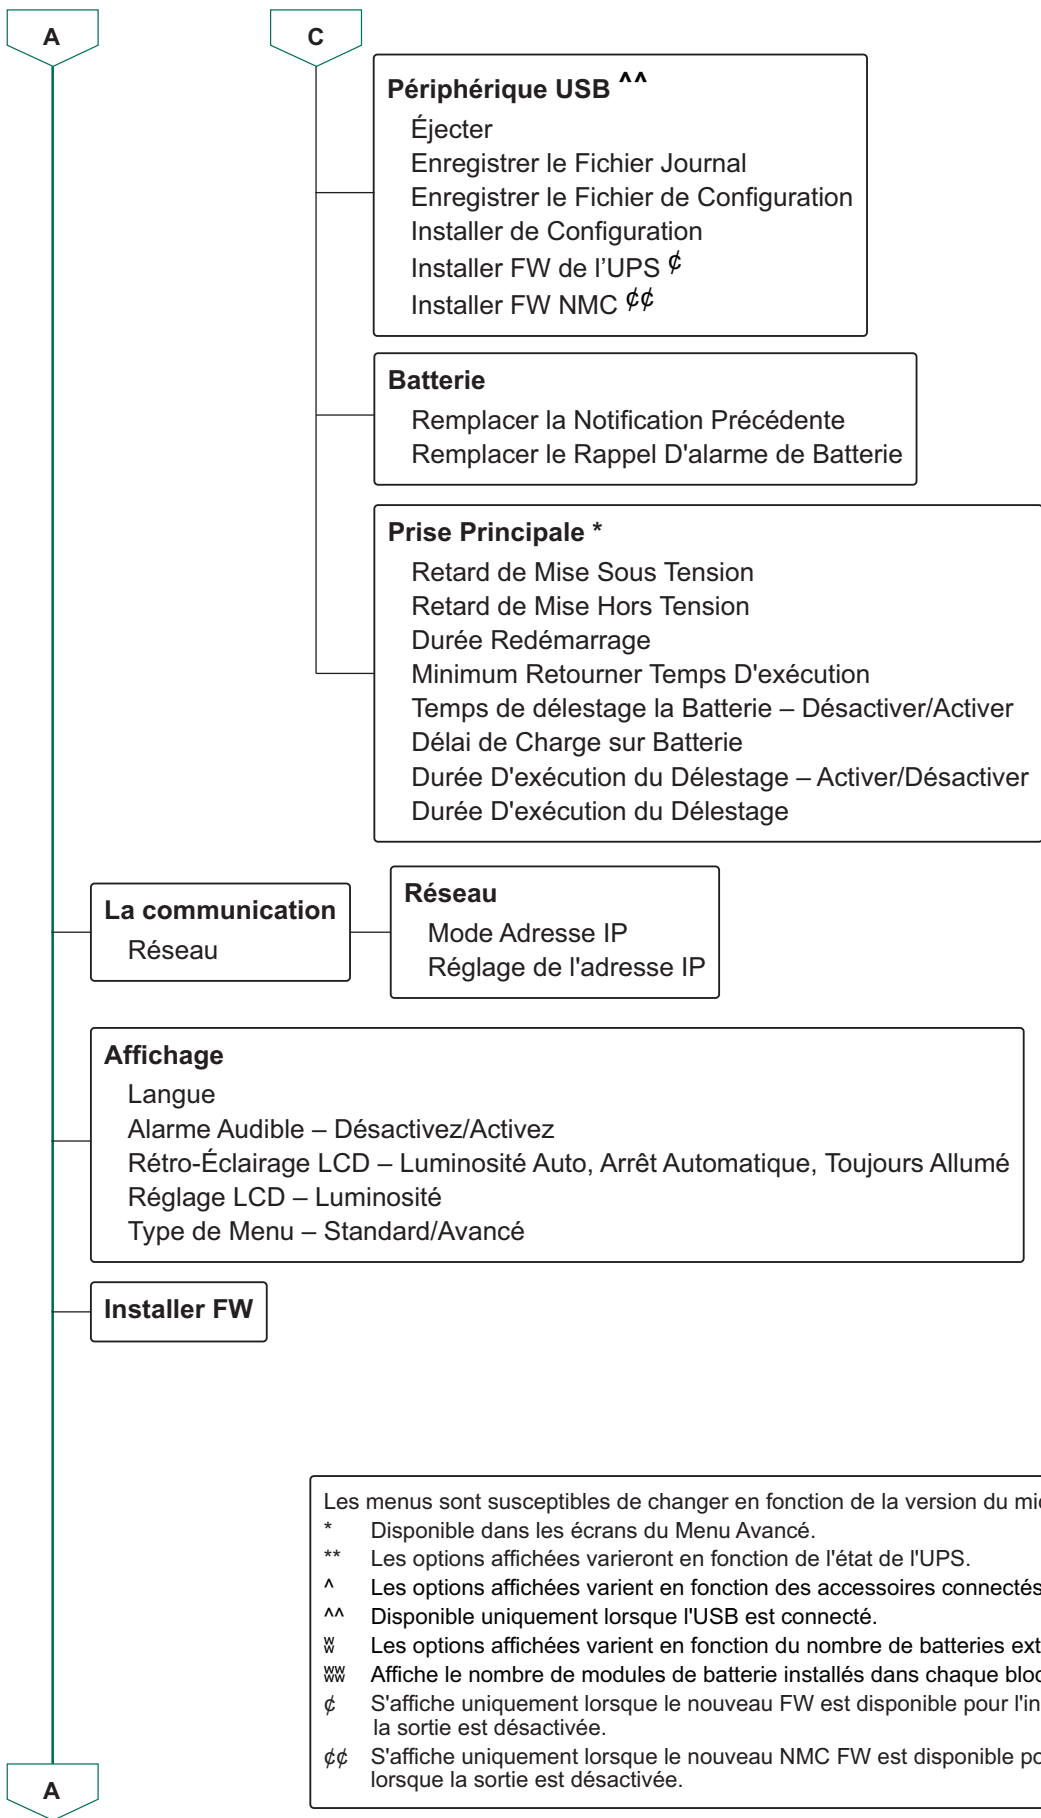 A
C
Périphérique USB ^^
Éjecter
Enregistrer le Fichier Journal
Enregistrer le Fichier de Configuration
Installer de Configuration
Installer FW de l’UPS ¢
Installer FW NMC ¢¢
Batterie
Remplacer la Notification Précédente
Remplacer le Rappel D'alarme de Batterie
Prise Principale *
Retard de Mise Sous Tension
Retard de Mise Hors Tension
Durée Redémarrage
Minimum Retourner Temps D'exécution
Temps de délestage la Batterie – Désactiver/Activer
Délai de Charge sur Batterie
Durée D'exécution du Délestage – Activer/Désactiver
Durée D'exécution du Délestage
La communication
Réseau
Réseau
Mode Adresse IP
Réglage de l'adresse IP
Affichage
Langue
Alarme Audible – Désactivez/Activez
Rétro-Éclairage LCD – Luminosité Auto, Arrêt Automatique, Toujours Allumé
Réglage LCD – Luminosité
Type de Menu – Standard/Avancé
Installer FW
Les menus sont susceptibles de changer en fonction de la version du
* Disponible dans les écrans du Menu Avancé.
** Les options affichées varieront en fonction de l'état de l'UPS.
^ Les options affichées varient en fonction des accessoires connectés
^^ Disponible uniquement lorsque l'USB est connecté.
Les options affichées varient en fonction du nombre de batteries
Affiche le nombre de modules de batterie installés dans chaque
¢ S'affiche uniquement lorsque le nouveau FW est disponible pour
la sortie est désactivée.
¢¢ S'affiche uniquement lorsque le nouveau NMC FW est disponible
lorsque la sortie est désactivée.
A